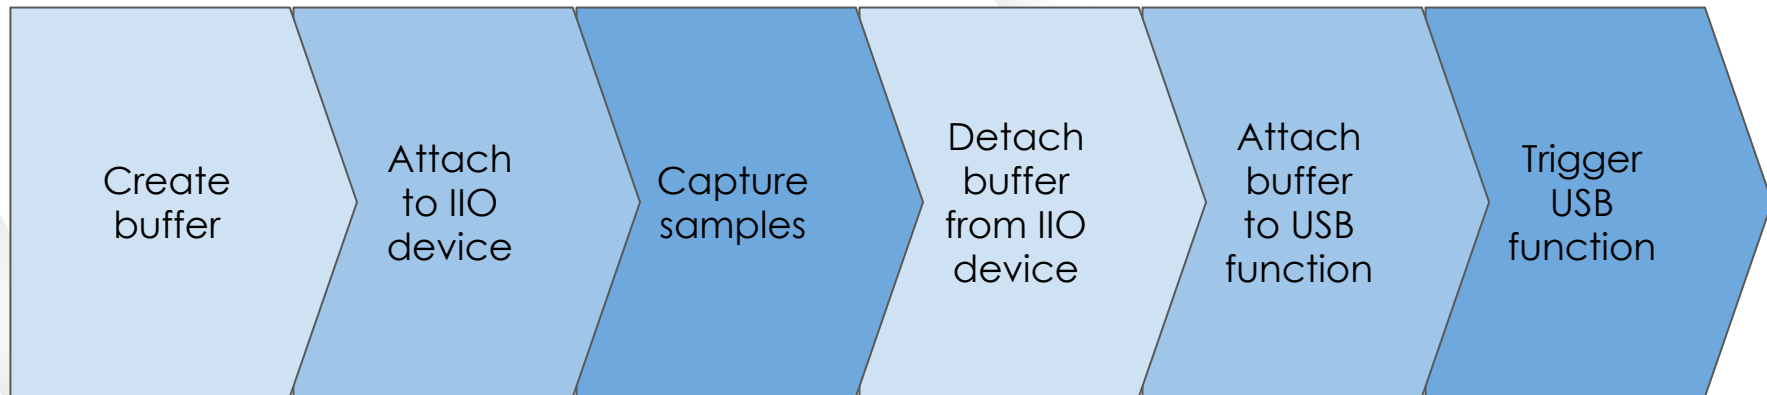 Create
buffer
Attach
to IIO
device
Capture
samples
Detach
buffer
from IIO
device
Attach
buffer
to USB
function
Trigger
USB
function